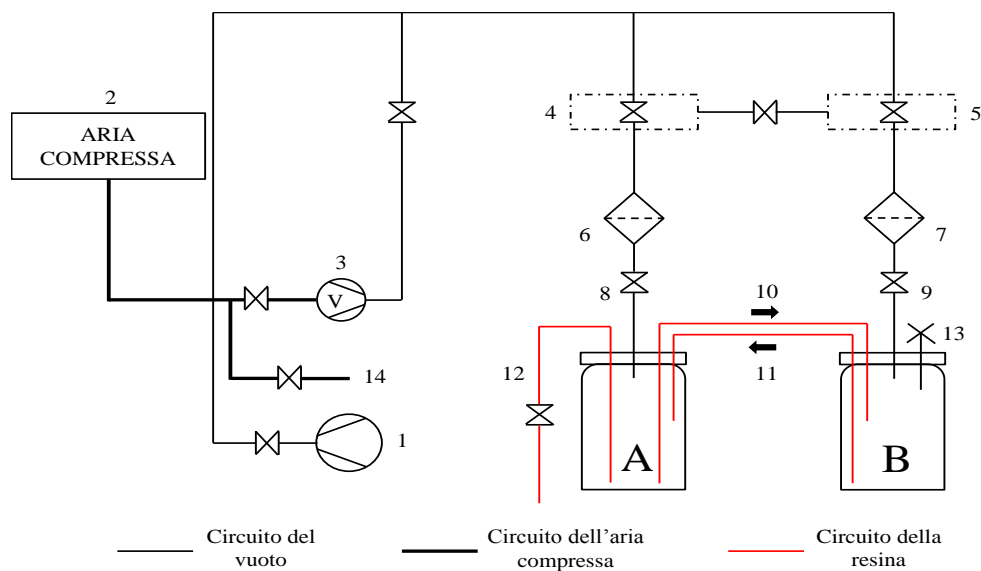 2
ARIA
COMPRESSA
4
5
6
7
3
V
8
10
9
13
11
12
14
1
A
B
Circuito del
vuoto
Circuito dell'aria
compressa
Circuito della
resina